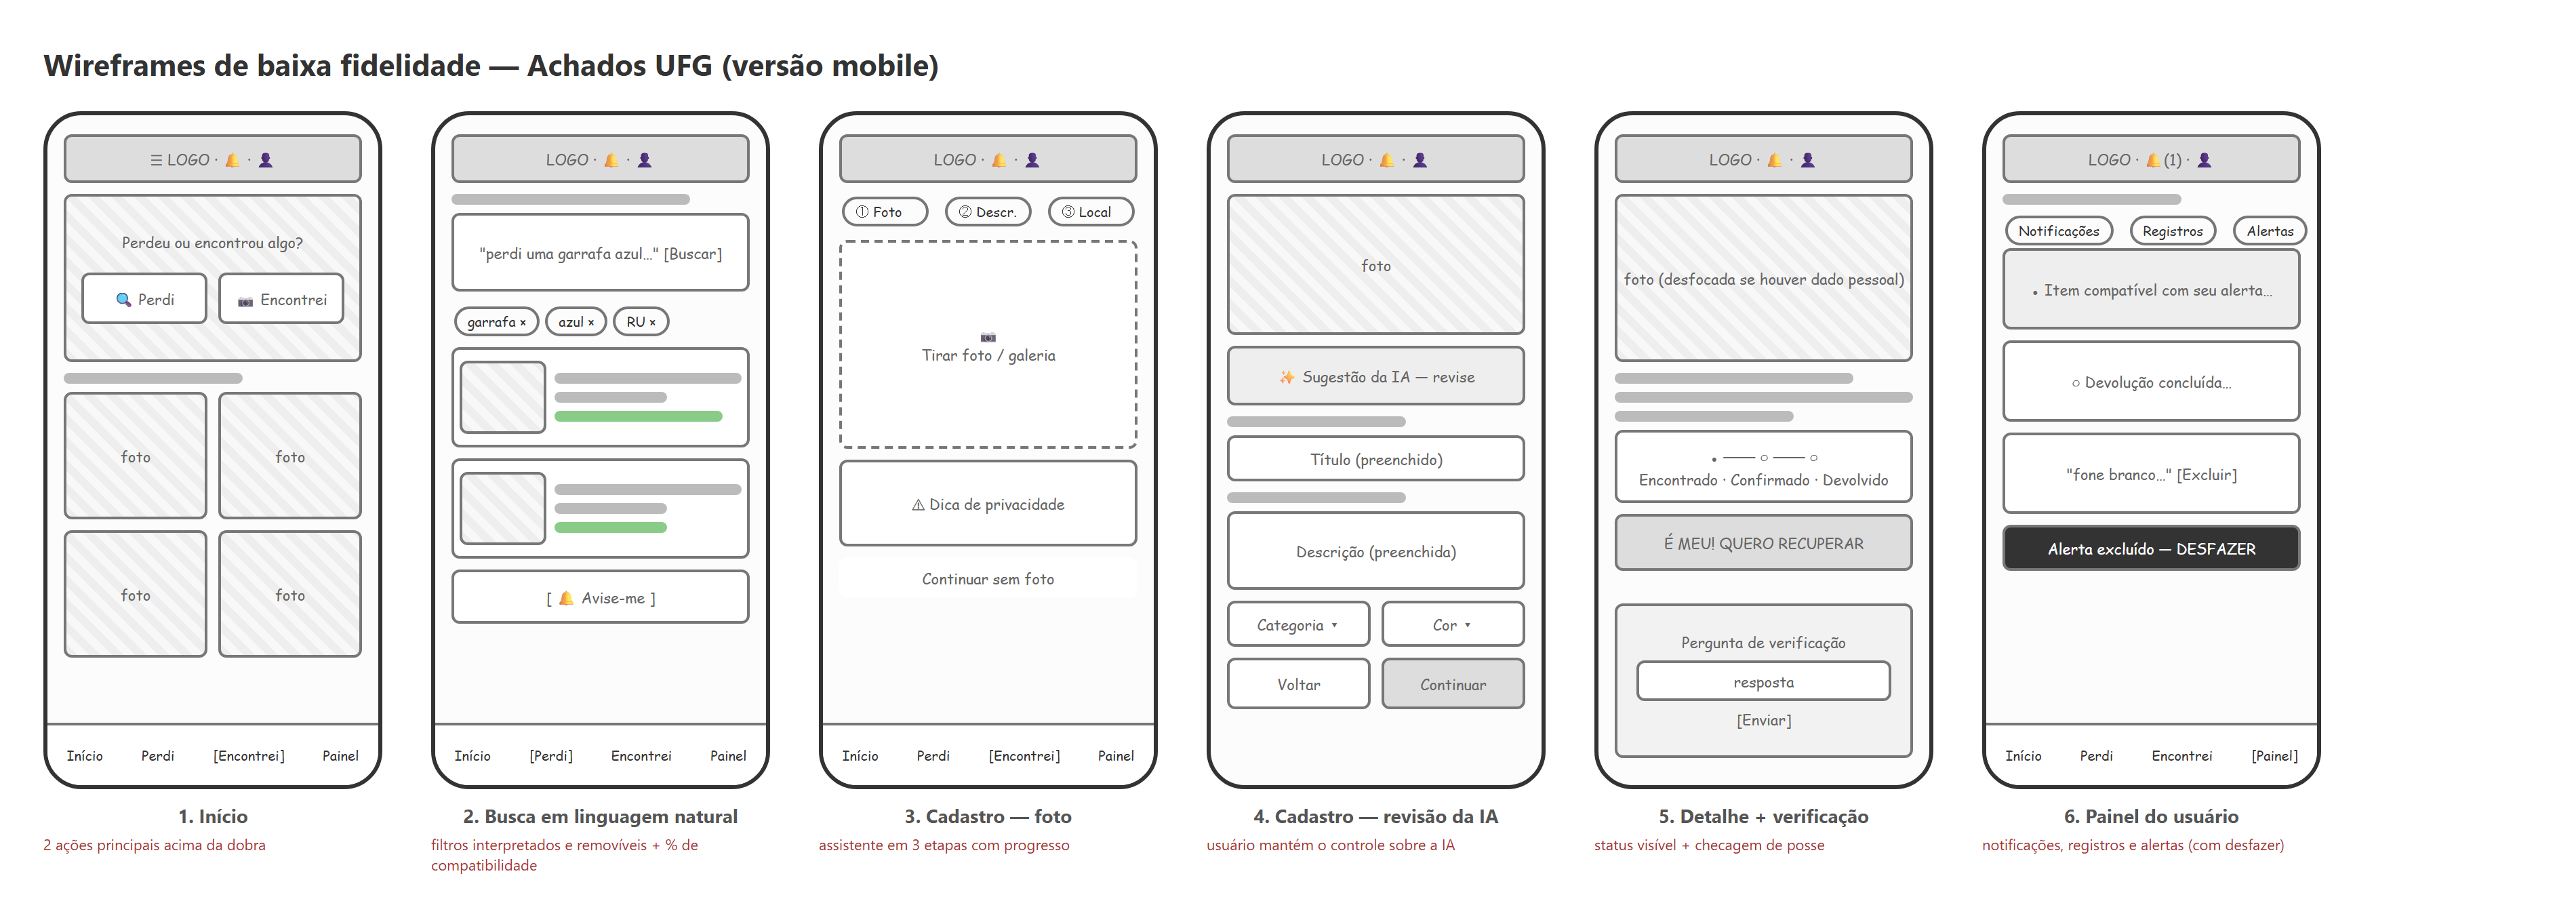 Wireframes de baixa fidelidade — Achados UFG (versão mobile)
☰ LOGO · 🔔 · 👤
Perdeu ou encontrou algo?
🔍 Perdi
📷 Encontrei
foto
foto
foto
foto
Início
Perdi
[Encontrei]
Painel
1. Início
2 ações principais acima da dobra
LOGO · 🔔 · 👤
"perdi uma garrafa azul..." [Buscar]
garrafa ×
azul ×
RU ×
[ 🔔 Avise-me ]
Início
[Perdi]
Encontrei
Painel
2. Busca em linguagem natural
filtros interpretados e removíveis + % de
compatibilidade
LOGO · 🔔 · 👤
① Foto
② Descr.
③ Local
📷
Tirar foto / galeria
⚠ Dica de privacidade
Continuar sem foto
Início
Perdi
[Encontrei]
Painel
3. Cadastro — foto
assistente em 3 etapas com progresso
LOGO · 🔔 · 👤
foto
✨ Sugestão da IA — revise
Título (preenchido)
Descrição (preenchida)
Categoria ▾
Cor ▾
Voltar
Continuar
4. Cadastro — revisão da IA
usuário mantém o controle sobre a IA
LOGO · 🔔 · 👤
foto (desfocada se houver dado pessoal)
● —— ○ —— ○
Encontrado · Confirmado · Devolvido
É MEU! QUERO RECUPERAR
Pergunta de verificação
resposta
[Enviar]
5. Detalhe + verificação
status visível + checagem de posse
LOGO · 🔔(1) · 👤
Notificações
Registros
Alertas
● Item compatível com seu alerta...
○ Devolução concluída...
"fone branco..." [Excluir]
Alerta excluído — DESFAZER
Início
Perdi
Encontrei
[Painel]
6. Painel do usuário
notificações, registros e alertas (com desfazer)